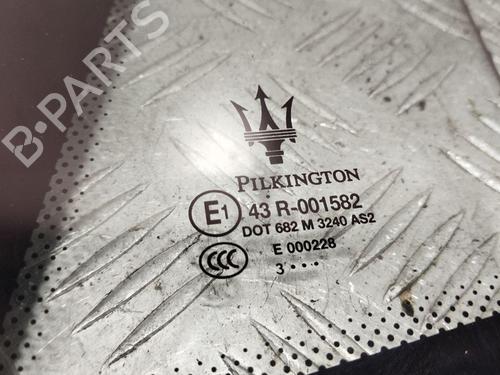 B-PARTS
PILKINGTON
E1 43 R-001582
DOT 682 M 3240 AS2
CCC E 000228
3 ····